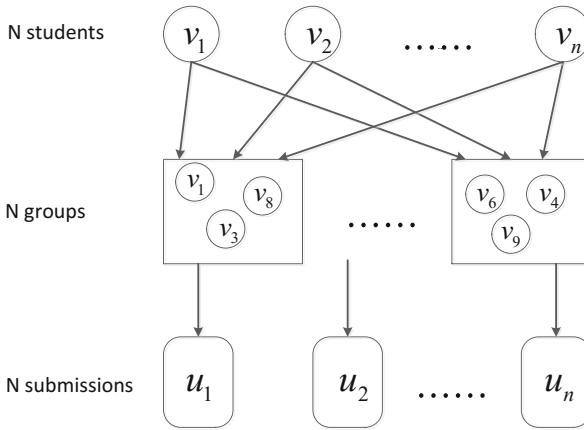 N students v₁ v₂ ...... vₙ
v₁ v₈ v₆ v₄
N groups ......
v₃ v₉
N submissions u₁ u₂ ...... uₙ